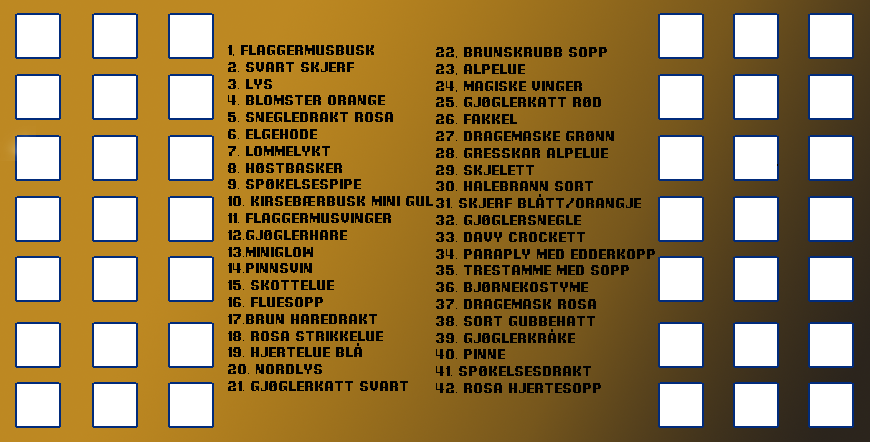 1. FLAGGERMUSBUSK
2. SVART SKJERF
3. LYS
4. BLOMSTER ORANGE
5. SNEGLEDRAKT ROSA
6. ELGEHODE
7. LOMMELYKT
8. HØSTBASKER
9. SPØKELSESPIPE
10. KIRSEBÆRBUSK MINI GUL
11. FLAGGERMUSVINGER
12.GJØGLERHARE
13.MINIGLOW
14.PINNSVIN
15. SKOTTELUE
16. FLUESOPP
17.BRUN HAREDRAKT
18. ROSA STRIKKELUE
19. HJERTELUE BLÅ
20. NORDLYS
21. GJØGLERKATT SVART
22. BRUNSKRUBB SOPP
23. ALPELUE
24. MAGISKE VINGER
25. GJØGLERKATT RØD
26. FAKKEL
27. DRAGEMASKE GRØNN
28. GRESSKAR ALPELUE
29. SKJELETT
30. HALEBRANN SORT
31. SKJERF BLÅTT/ORANGJE
32. GJØGLERSNEGLE
33. DAVY CROCKETT
34. PARAPLY MED EDDERKOPP
35. TRESTAMME MED SOPP
36. BJØRNEKOSTYME
37. DRAGEMASK ROSA
38. SORT GUBBEHATT
39. GJØGLERKRÅKE
40. PINNE
41. SPØKELSESDRAKT
42. ROSA HJERTESOPP